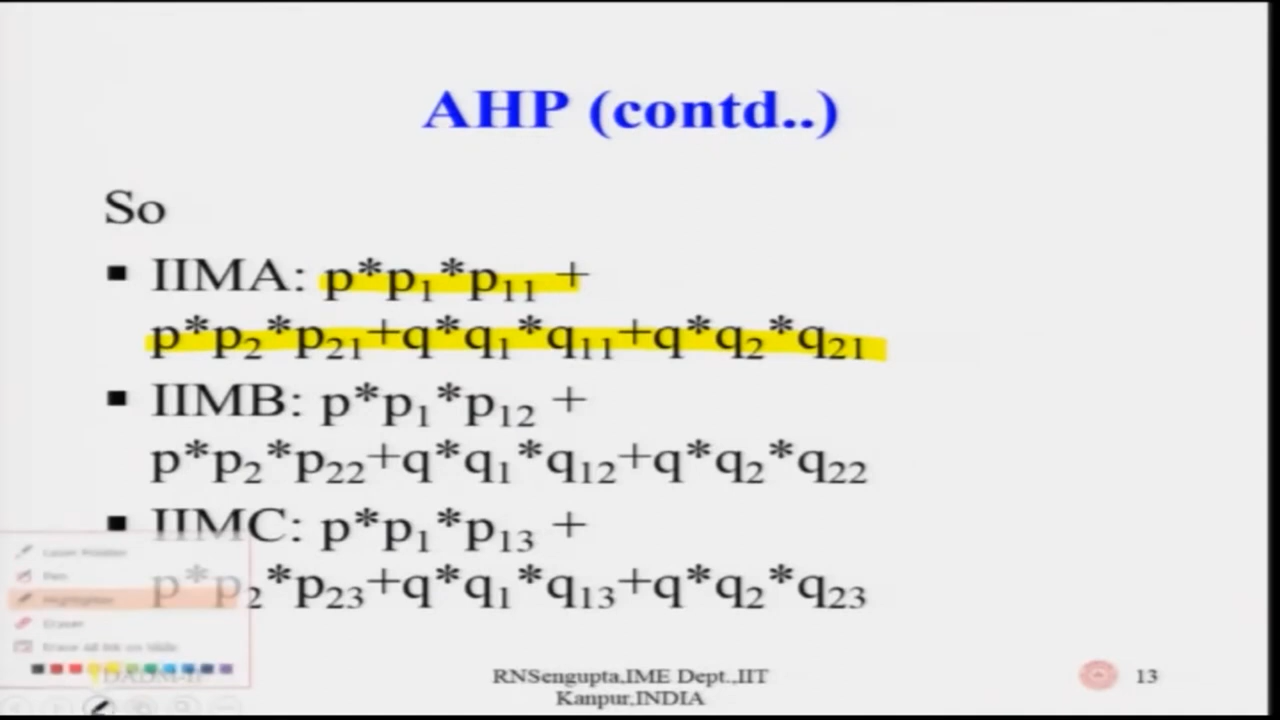 AHP (contd..)
So
▪ IIMA: p*p₁*p₁₁ +
p*p₂*p₂₁+q*q₁*q₁₁+q*q₂*q₂₁
▪ IIMB: p*p₁*p₁₂ +
p*p₂*p₂₂+q*q₁*q₁₂+q*q₂*q₂₂
▪ IIMC: p*p₁*p₁₃ +
p*p₂*p₂₃+q*q₁*q₁₃+q*q₂*q₂₃
Laser Pointer
Pen
Highlighter
Eraser
Erase All Ink on Slide
DADM-II
RNSengupta,IME Dept.,IIT
Kanpur,INDIA
13